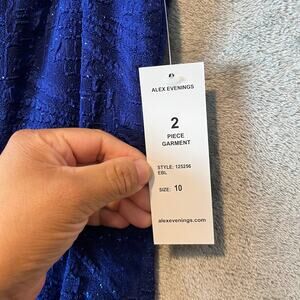 ALEX EVENINGS
2
PIECE
GARMENT
STYLE: 125256
EBL
SIZE: 10
alexevenings.com